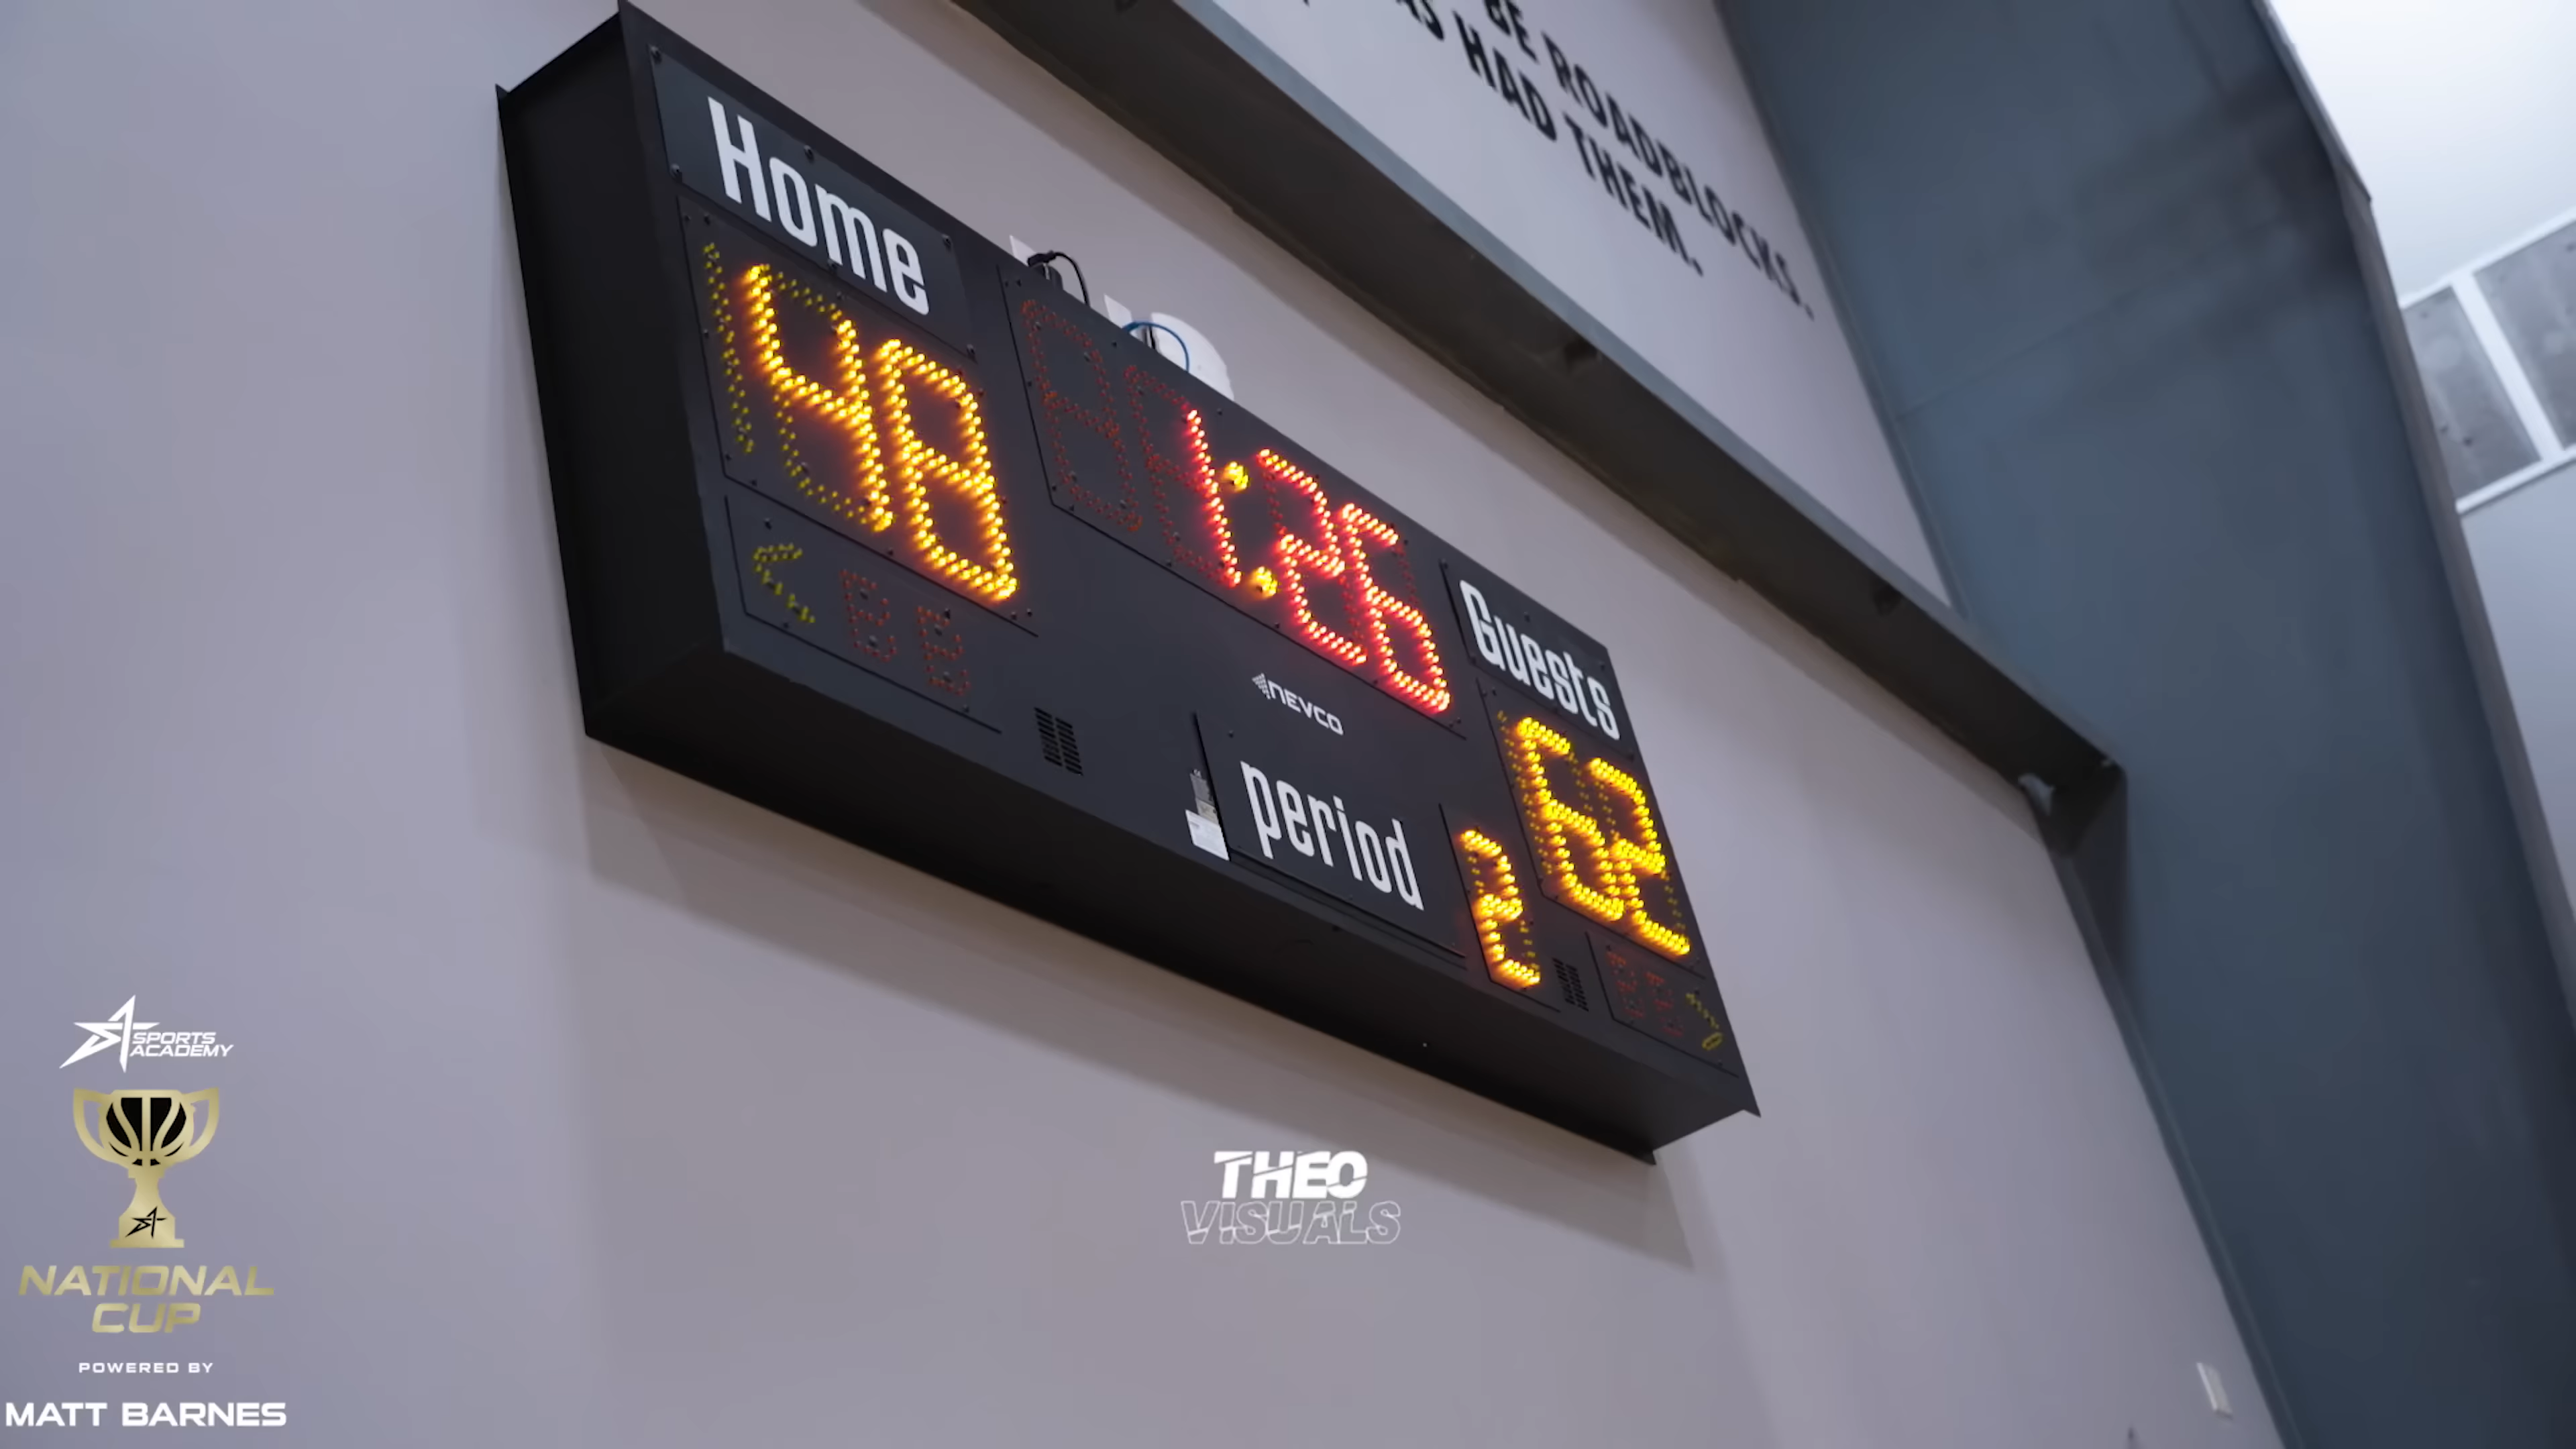 BE ROADBLOCKS.
HAD THEM.
Home
48
1:26
Guests
62
NEVCO
period
2
SPORTS
ACADEMY
NATIONAL
CUP
POWERED BY
MATT BARNES
THEO
VISUALS